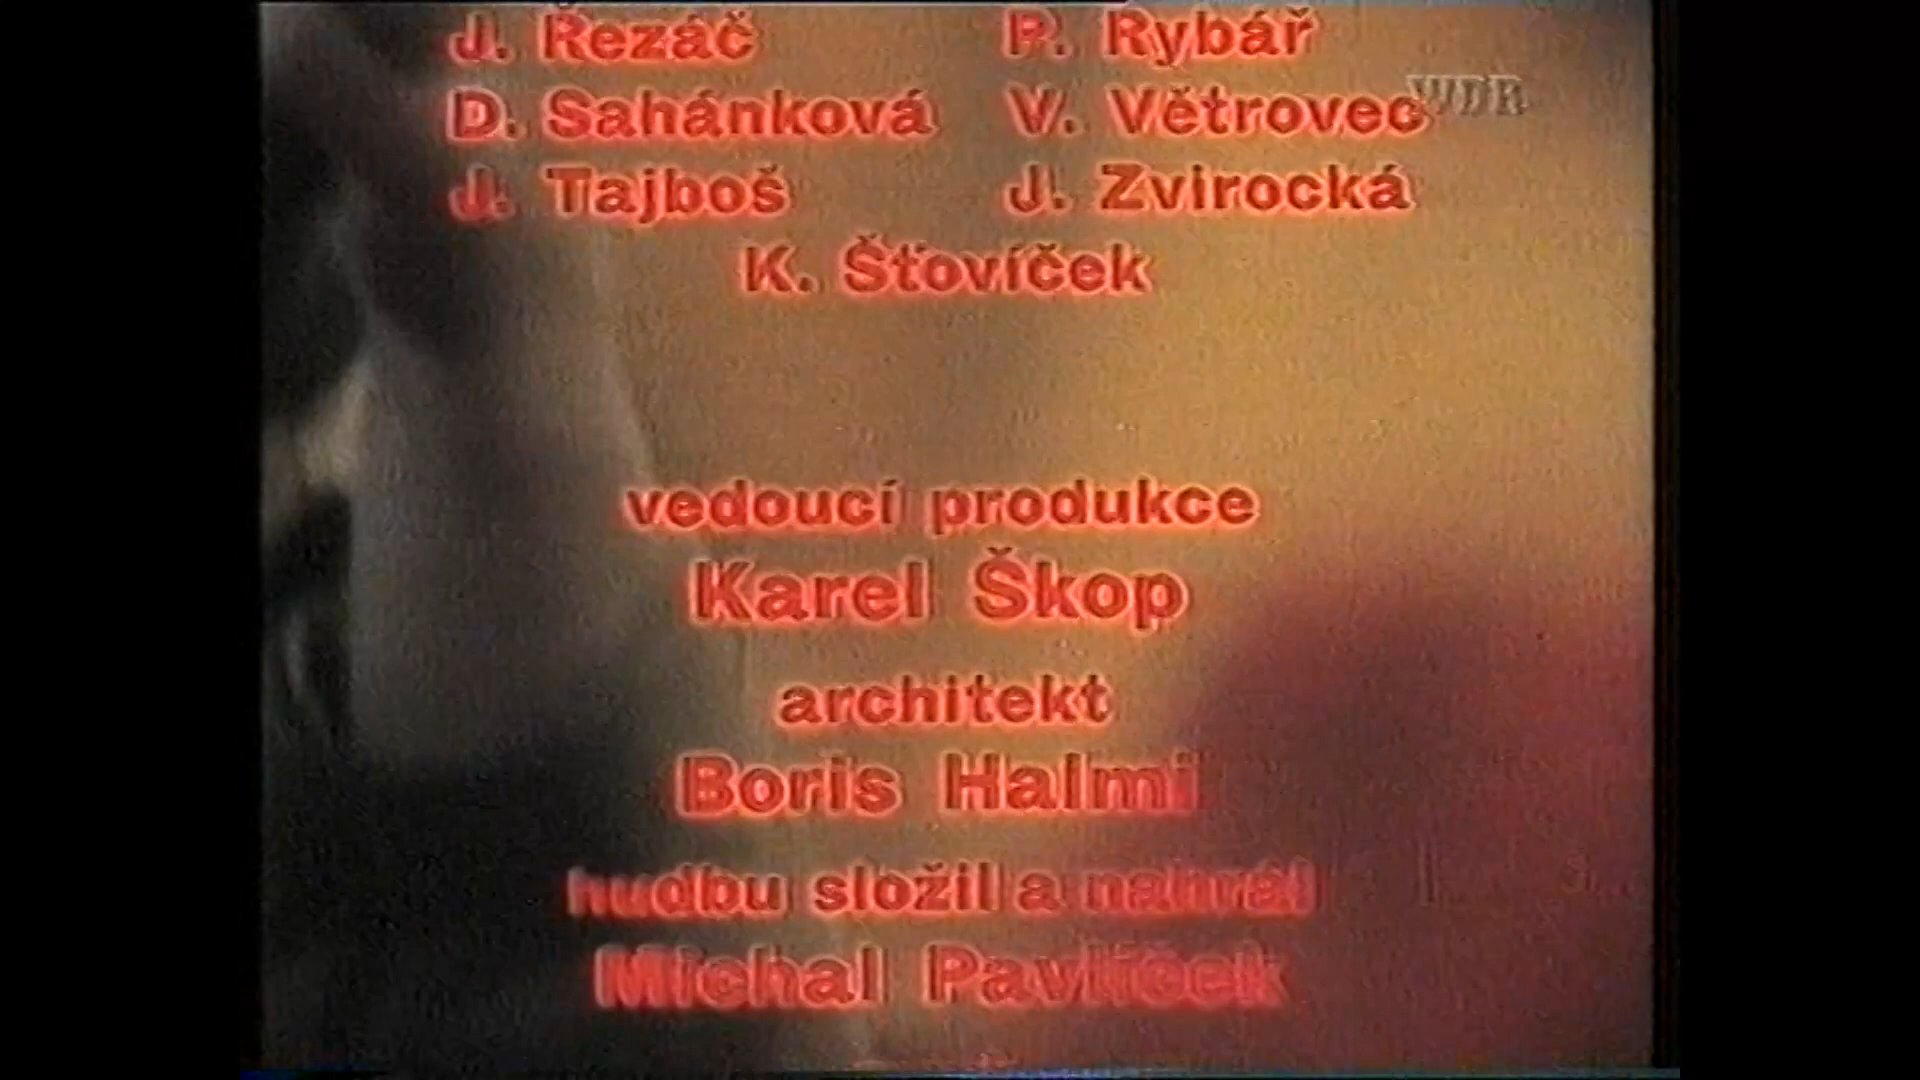 J. Řezáč P. Rybář
WDR
D. Sahánková V. Větrovec
J. Tajboš J. Zvirocká
K. Šťovíček
vedoucí produkce
Karel Škop
architekt
Boris Halmi
hudbu složil a nahrál
Michal Pavlíček